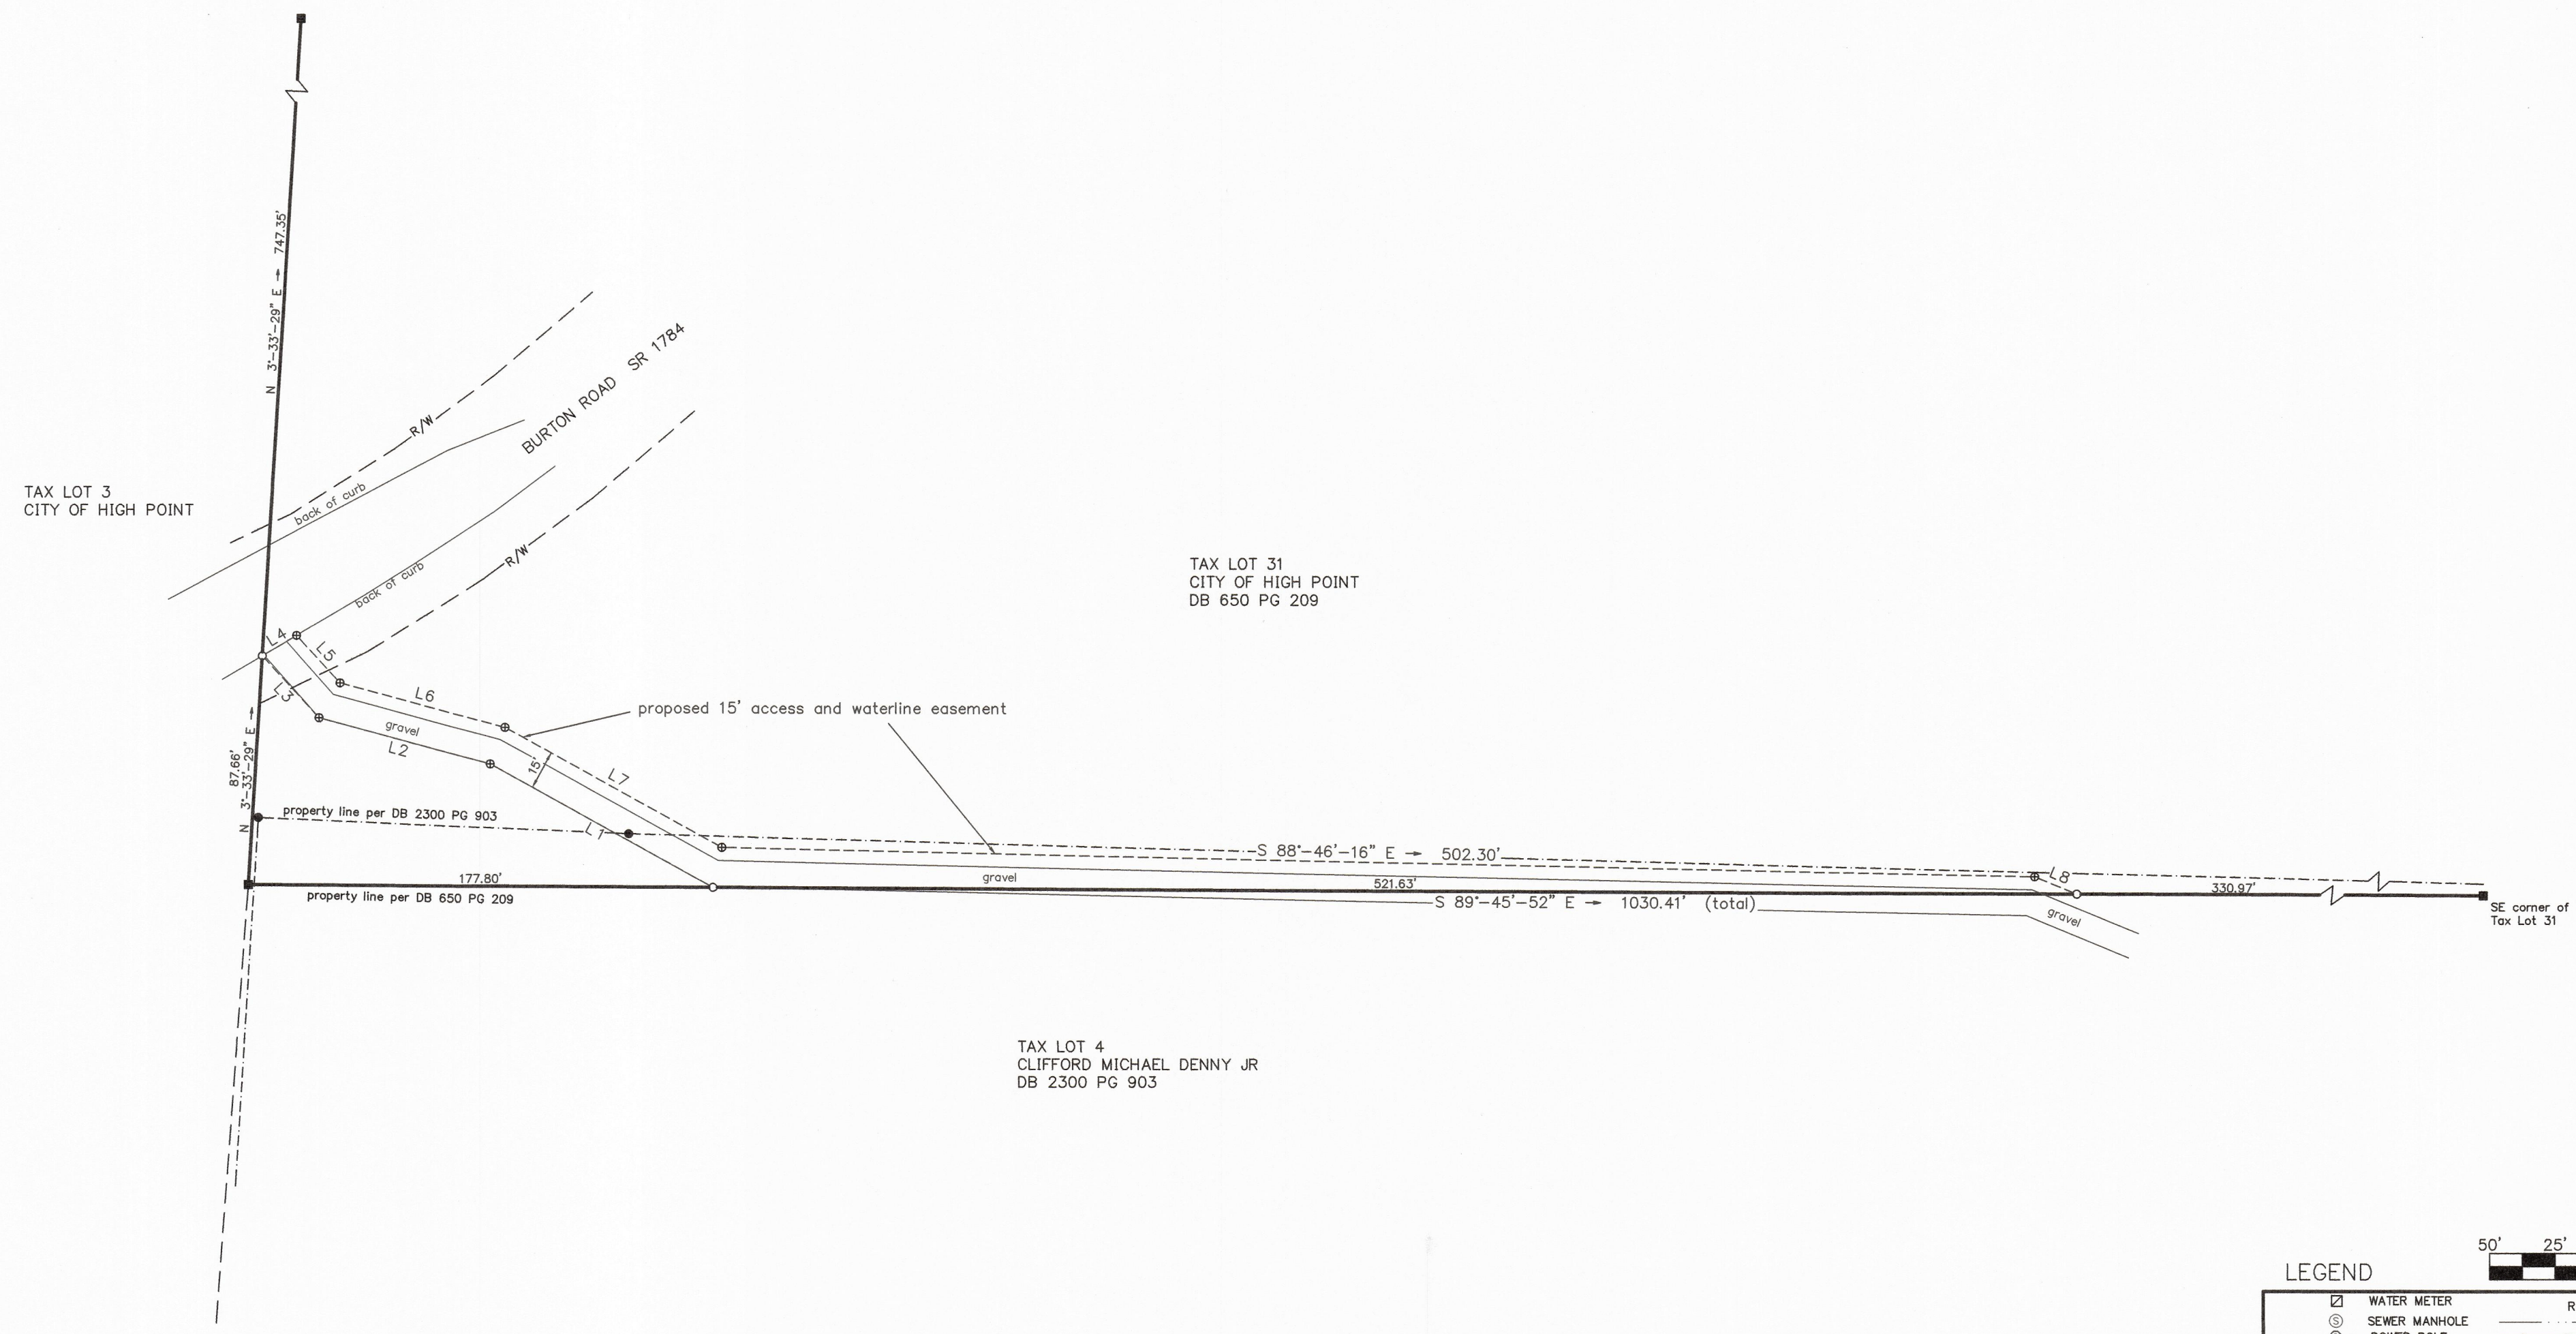 N 3°-33'-29" E → 747.35'
BURTON ROAD SR 1784
R/W
back of curb
TAX LOT 3
CITY OF HIGH POINT
R/W
back of curb
TAX LOT 31
CITY OF HIGH POINT
DB 650 PG 209
L4
L5
L3
L6
gravel
L2
proposed 15' access and waterline easement
15'
L7
87.66'
N 3°-33'-29" E →
property line per DB 2300 PG 903
L1
S 88°-46'-16" E → 502.30'
L8
177.80'
gravel
521.63'
330.97'
property line per DB 650 PG 209
S 89°-45'-52" E → 1030.41' (total)
gravel
SE corner of
Tax Lot 31
TAX LOT 4
CLIFFORD MICHAEL DENNY JR
DB 2300 PG 903
50' 25'
LEGEND
WATER METER
R
S SEWER MANHOLE